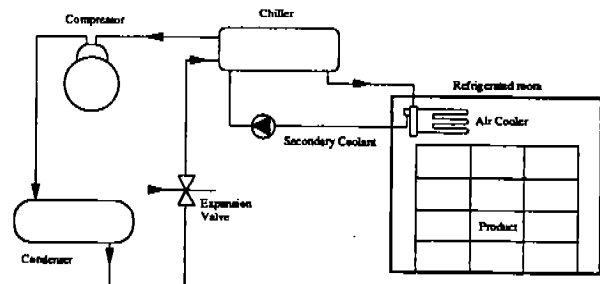 Chiller
Compressor
Refrigerated room
Air Cooler
Secondary Coolant
Expansion
Valve
Product
Condenser